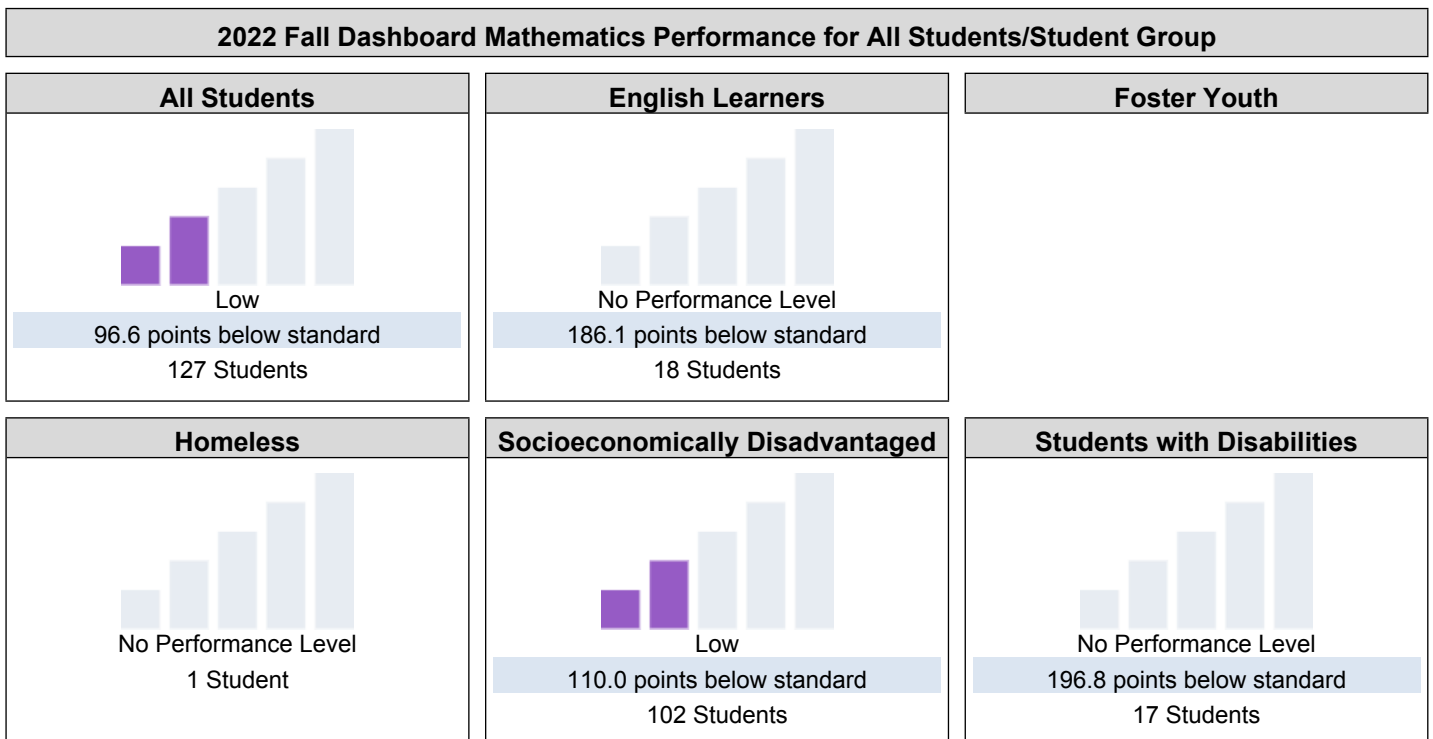 2022 Fall Dashboard Mathematics Performance for All Students/Student Group
All Students
Low
96.6 points below standard
127 Students
English Learners
No Performance Level
186.1 points below standard
18 Students
Foster Youth
Homeless
No Performance Level
1 Student
Socioeconomically Disadvantaged
Low
110.0 points below standard
102 Students
Students with Disabilities
No Performance Level
196.8 points below standard
17 Students